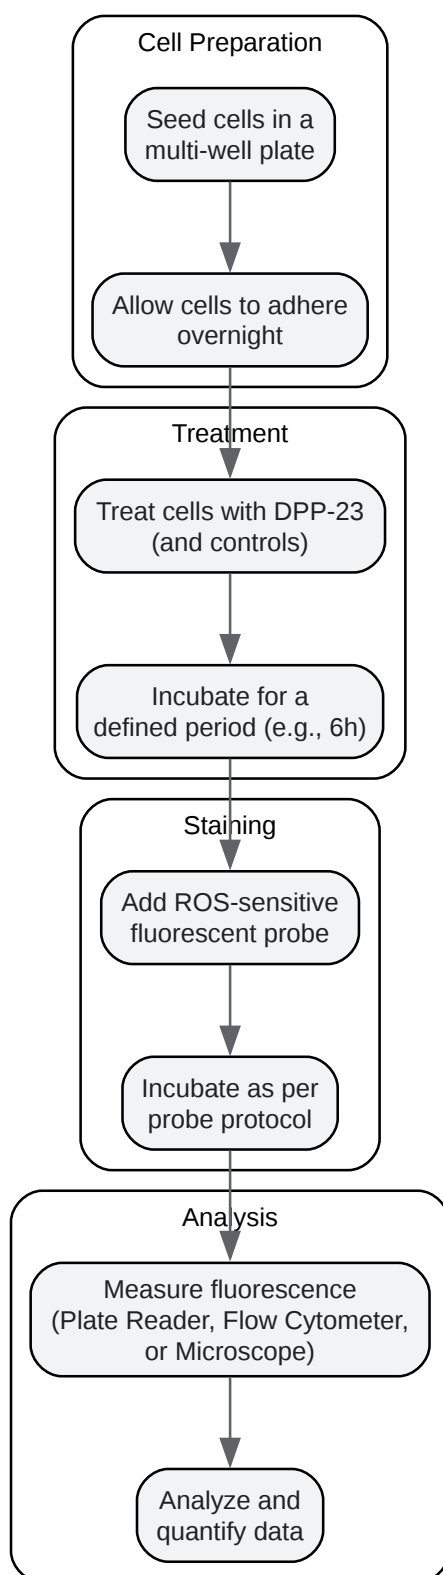 Cell Preparation
Seed cells in a
multi-well plate
Allow cells to adhere
overnight
Treatment
Treat cells with DPP-23
(and controls)
Incubate for a
defined period (e.g., 6h)
Staining
Add ROS-sensitive
fluorescent probe
Incubate as per
probe protocol
Analysis
Measure fluorescence
(Plate Reader, Flow Cytometer,
or Microscope)
Analyze and
quantify data